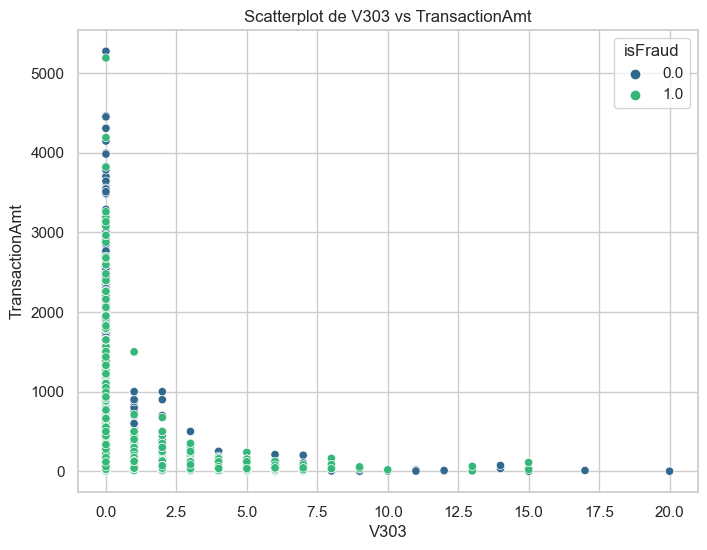 Scatterplot de V303 vs TransactionAmt
isFraud
0.0
1.0
5000
4000
3000
2000
1000
0
TransactionAmt
0.0 2.5 5.0 7.5 10.0 12.5 15.0 17.5 20.0
V303